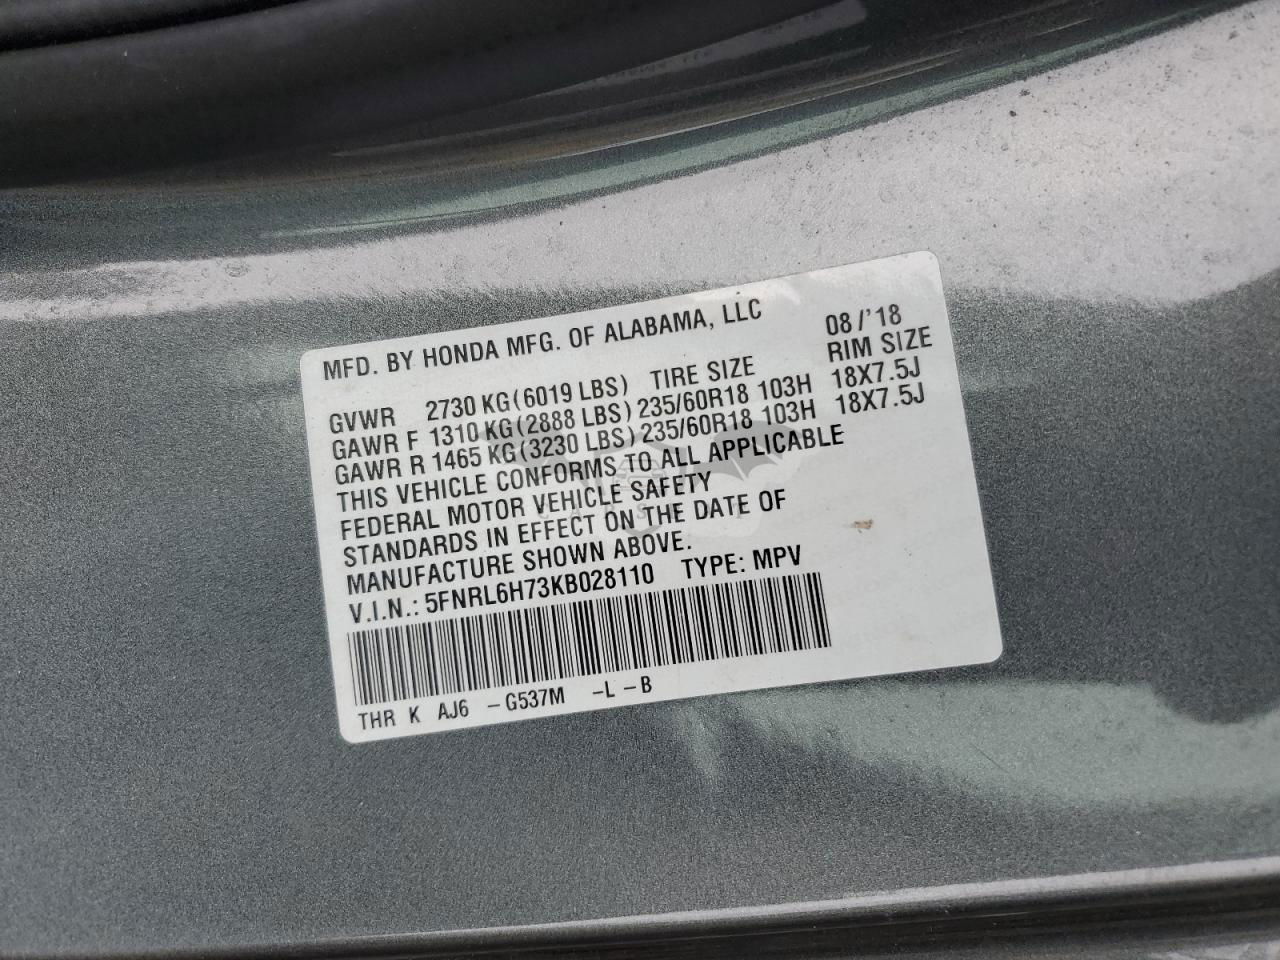 MFD. BY HONDA MFG. OF ALABAMA, LLC 08/'18
GVWR 2730 KG(6019 LBS) TIRE SIZE RIM SIZE
GAWR F 1310 KG(2888 LBS) 235/60R18 103H 18X7.5J
GAWR R 1465 KG(3230 LBS) 235/60R18 103H 18X7.5J
THIS VEHICLE CONFORMS TO ALL APPLICABLE
FEDERAL MOTOR VEHICLE SAFETY
STANDARDS IN EFFECT ON THE DATE OF
MANUFACTURE SHOWN ABOVE.
V.I.N.: 5FNRL6H73KB028110 TYPE: MPV
THR K AJ6 -G537M -L-B